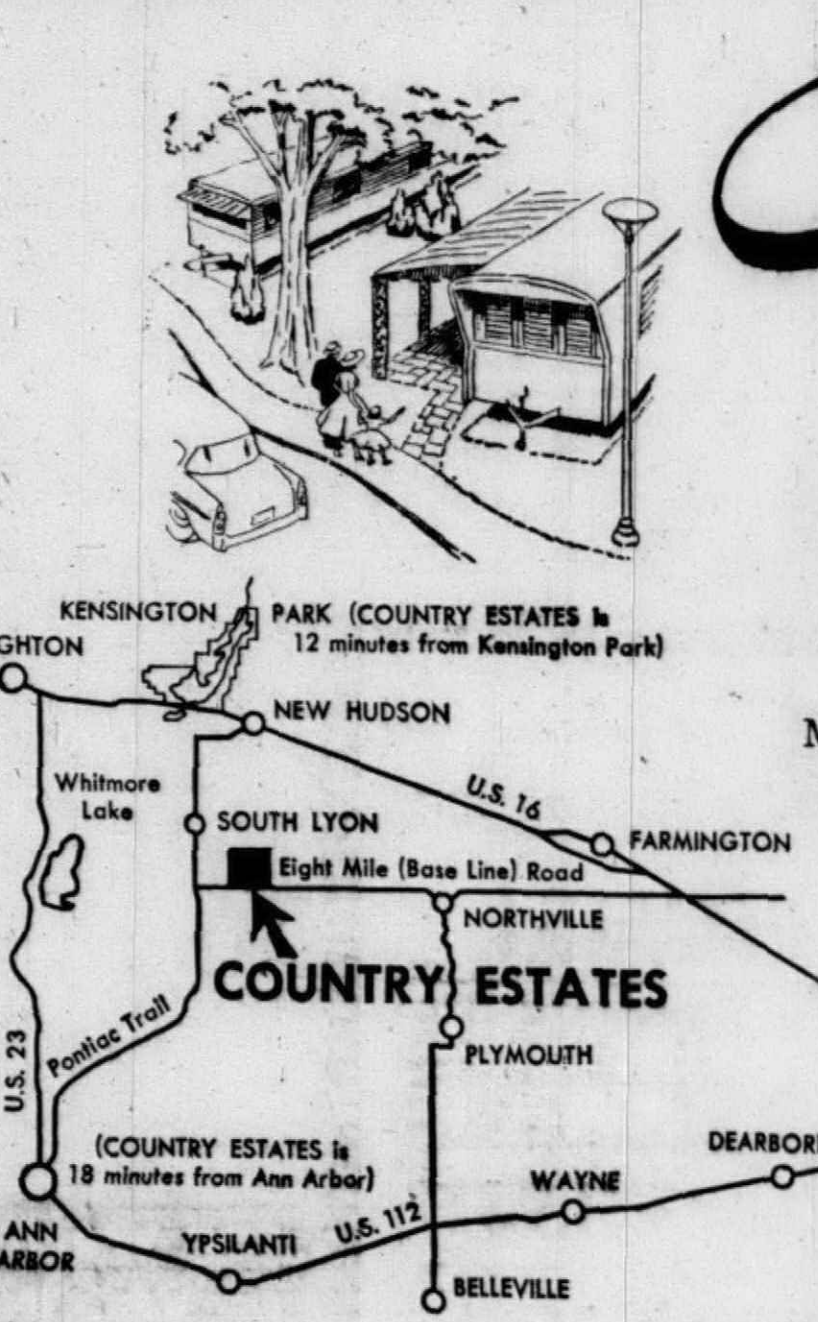 KENSINGTON PARK (COUNTRY ESTATES is
12 minutes from Kensington Park)
GHTON
NEW HUDSON
Whitmore
Lake
U.S. 16
SOUTH LYON
FARMINGTON
Eight Mile (Base Line) Road
NORTHVILLE
COUNTRY ESTATES
Pontiac Trail
U.S. 23
PLYMOUTH
(COUNTRY ESTATES is
18 minutes from Ann Arbor)
DEARBOR
WAYNE
ANN
ARBOR
YPSILANTI
U.S. 112
BELLEVILLE